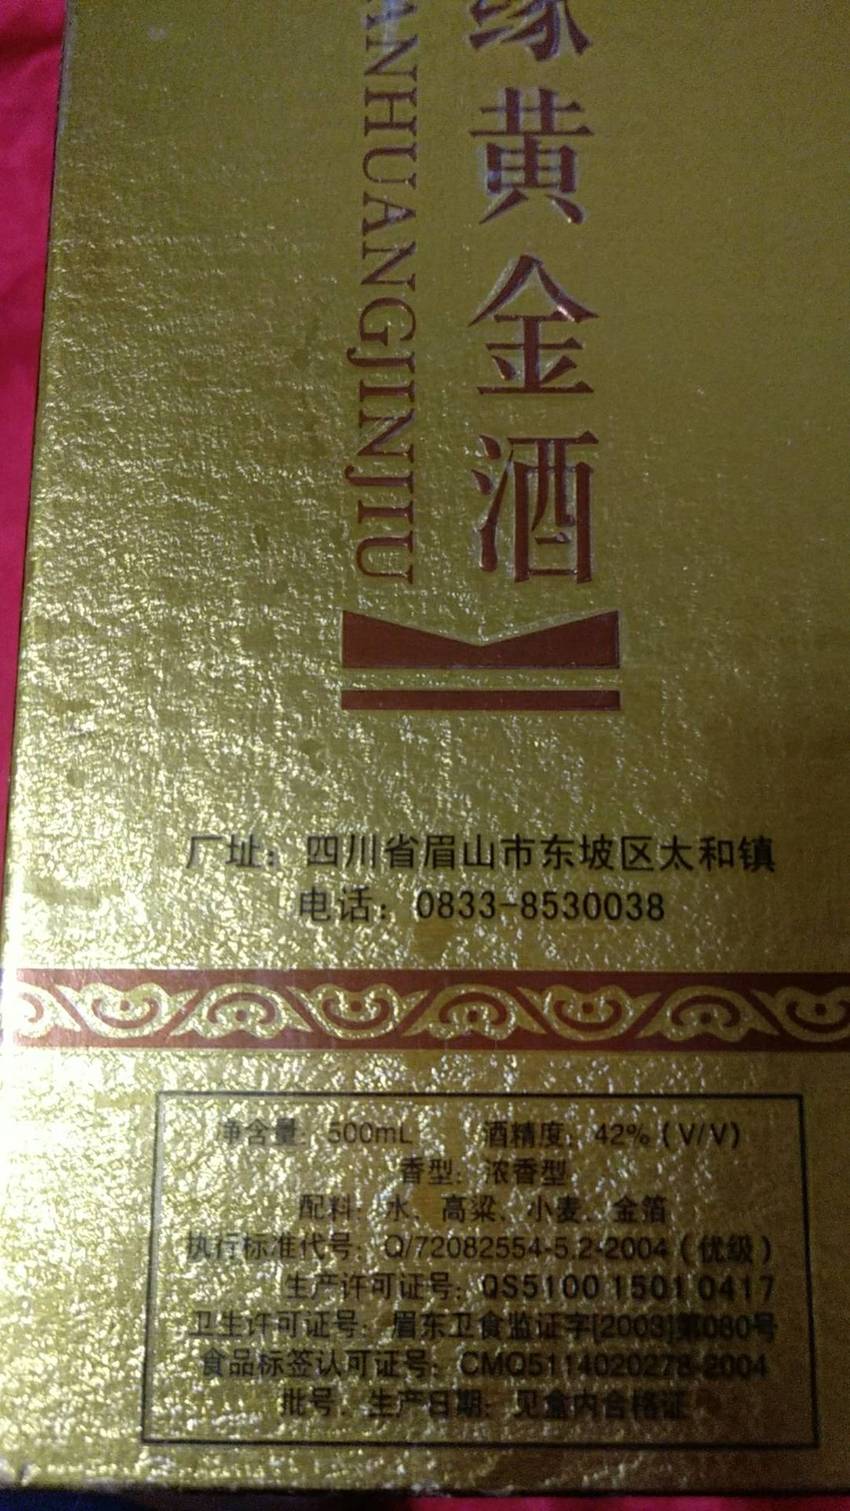 缘黄金酒
ANHUANGJINJIU
厂址：四川省眉山市东坡区太和镇
电话：0833-8530038
净含量：500mL 酒精度：42%（V/V）
香型：浓香型
配料：水、高粱、小麦、金箔
执行标准代号：Q/72082554-5.2-2004（优级）
生产许可证号：QS5100 1501 0417
卫生许可证号：眉东卫食监证字[2003]第080号
食品标签认可证号：CMO5114020278-2004
批号、生产日期：见盒内合格证